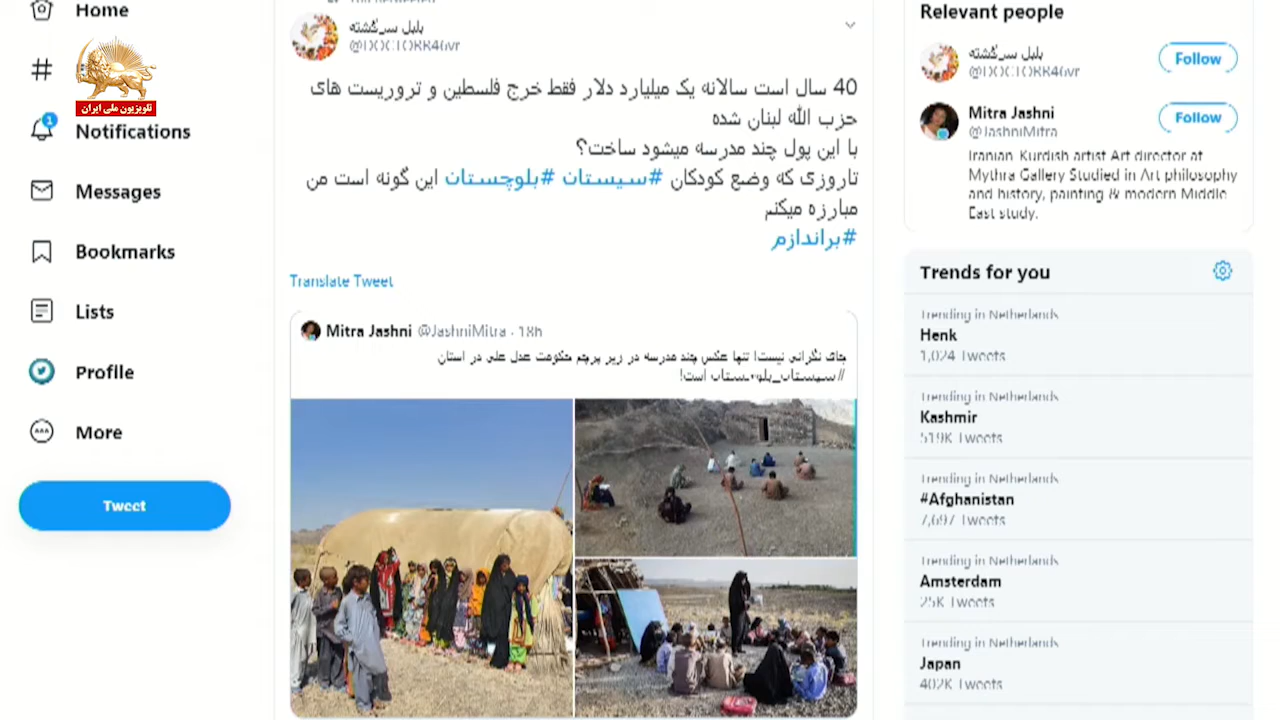 Home
#
تلویزیون ملی ایران
1
Notifications
Messages
Bookmarks
Lists
Profile
More
Tweet
بلبل سرگشته
@DOCTORR46vr
40 سال است سالانه یک میلیارد دلار فقط خرج فلسطین و تروریست های
حزب الله لبنان شده
با این پول چند مدرسه میشود ساخت؟
تاروزی که وضع کودکان #سیستان #بلوچستان این گونه است من
مبارزه میکنم
#براندازم
Translate Tweet
Mitra Jashni @JashniMitra · 18h
جای نگرانی نیست! تنها عکس چند مدرسه در زیر پرچم حکومت عدل علی در استان
#سیستان_بلوچستان است!
Relevant people
بلبل سرگشته
@DOCTORR46vr
Follow
Mitra Jashni
@JashniMitra
Follow
Iranian-Kurdish artist Art director at
Mythra Gallery Studied in Art philosophy
and history, painting & modern Middle
East study.
Trends for you
Trending in Netherlands
Henk
1,024 Tweets
Trending in Netherlands
Kashmir
519K Tweets
Trending in Netherlands
#Afghanistan
7,697 Tweets
Trending in Netherlands
Amsterdam
25K Tweets
Trending in Netherlands
Japan
402K Tweets